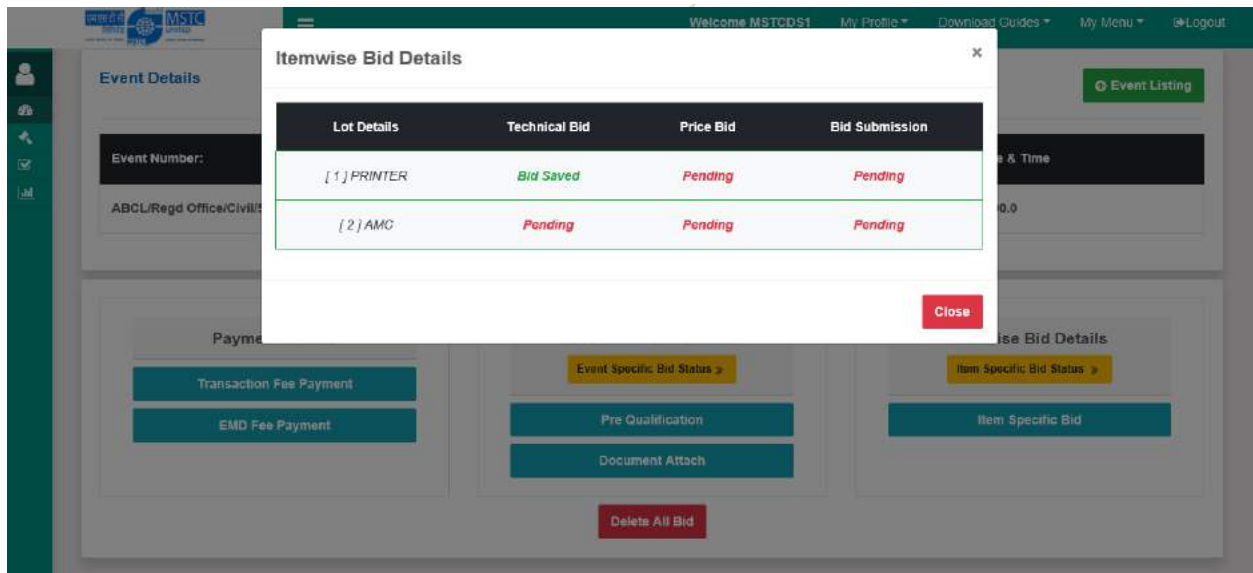 एम एस टी सी MSTC
LIMITED
Welcome MSTCDS1 My Profile Download Guides My Menu Logout
Itemwise Bid Details ×
Event Details
Event Listing
Lot Details Technical Bid Price Bid Bid Submission
Event Number: & Time
[ 1 ] PRINTER Bid Saved Pending Pending
ABCL/Regd Office/Civil/ 0.0
[ 2 ] AMC Pending Pending Pending
Close
Payme ise Bid Details
Event Specific Bid Status » Item Specific Bid Status »
Transaction Fee Payment
Pre Qualification Item Specific Bid
EMD Fee Payment
Document Attach
Delete All Bid